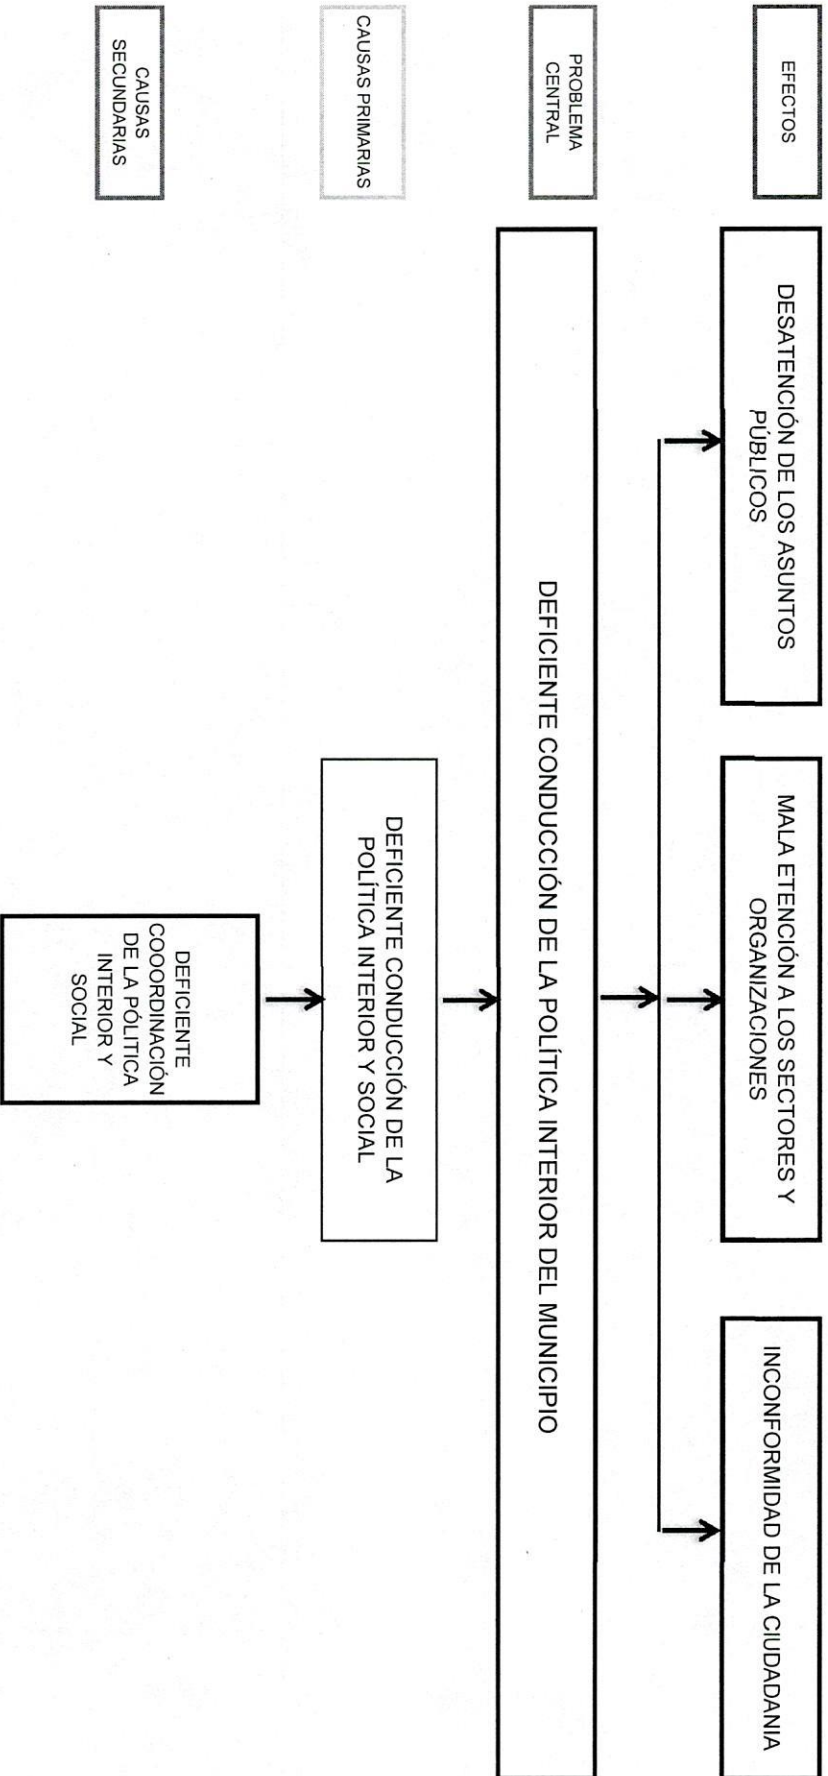 EFECTOS
DESATENCIÓN DE LOS ASUNTOS
PÚBLICOS
MALA ETENCIÓN A LOS SECTORES Y
ORGANIZACIONES
INCONFORMIDAD DE LA CIUDADANIA
PROBLEMA
CENTRAL
DEFICIENTE CONDUCCIÓN DE LA POLÍTICA INTERIOR DEL MUNICIPIO
CAUSAS PRIMARIAS
DEFICIENTE CONDUCCIÓN DE LA
POLÍTICA INTERIOR Y SOCIAL
CAUSAS
SECUNDARIAS
DEFICIENTE
COOORDINACIÓN
DE LA PÓLITICA
INTERIOR Y
SOCIAL